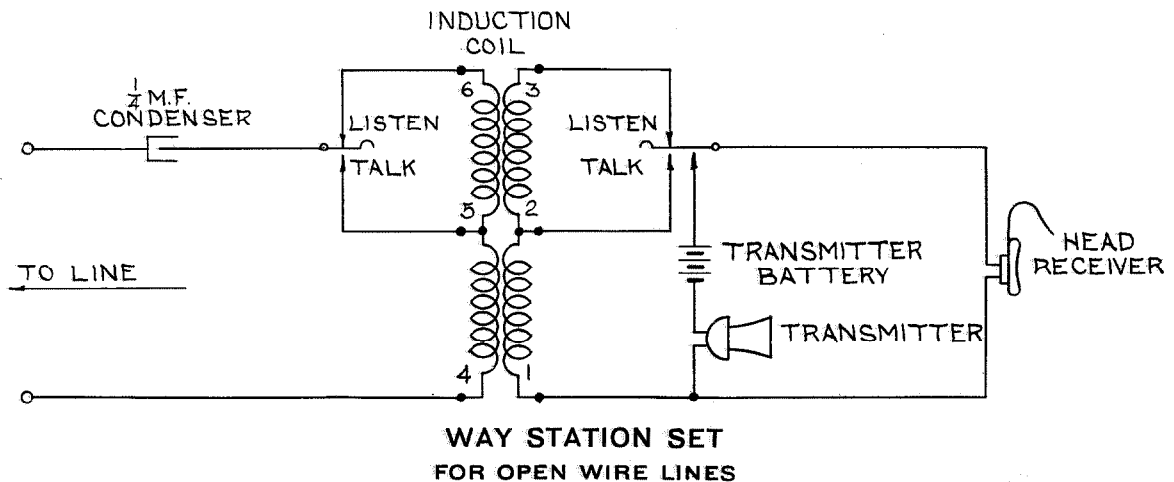 INDUCTION
COIL
1/4 M.F.
CONDENSER
6
3
LISTEN
LISTEN
TALK
TALK
5
2
TO LINE
TRANSMITTER
BATTERY
HEAD
RECEIVER
TRANSMITTER
4
1
WAY STATION SET
FOR OPEN WIRE LINES